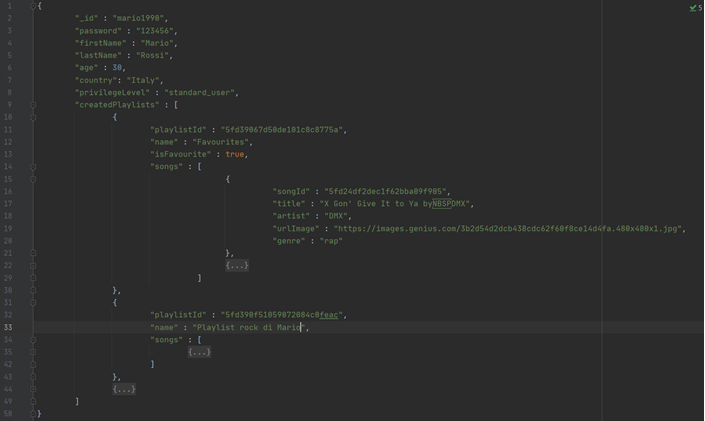 1 {
2 "_id" : "mario1990",
3 "password" : "123456",
4 "firstName" : "Mario",
5 "lastName" : "Rossi",
6 "age" : 30,
7 "country": "Italy",
8 "privilegeLevel" : "standard_user",
9 "createdPlaylists" : [
10 {
11 "playlistId" : "5fd39067d50de101c8c8775a",
12 "name" : "Favourites",
13 "isFavourite" : true,
14 "songs" : [
15 {
16 "songId" : "5fd24df2dec1f62bba09f905",
17 "title" : "X Gon' Give It to Ya byNBSPDMX",
18 "artist" : "DMX",
19 "urlImage" : "https://images.genius.com/3b2d54d2dcb438cdc62f60f8ce14d4fa.480x480x1.jpg",
20 "genre" : "rap"
21 },
22 {...}
29 ]
30 },
31 {
32 "playlistId" : "5fd390f51059072084c0feac",
33 "name" : "Playlist rock di Mario",
34 "songs" : [
35 {...}
42 ]
43 },
44 {...}
49 ]
50 }
5